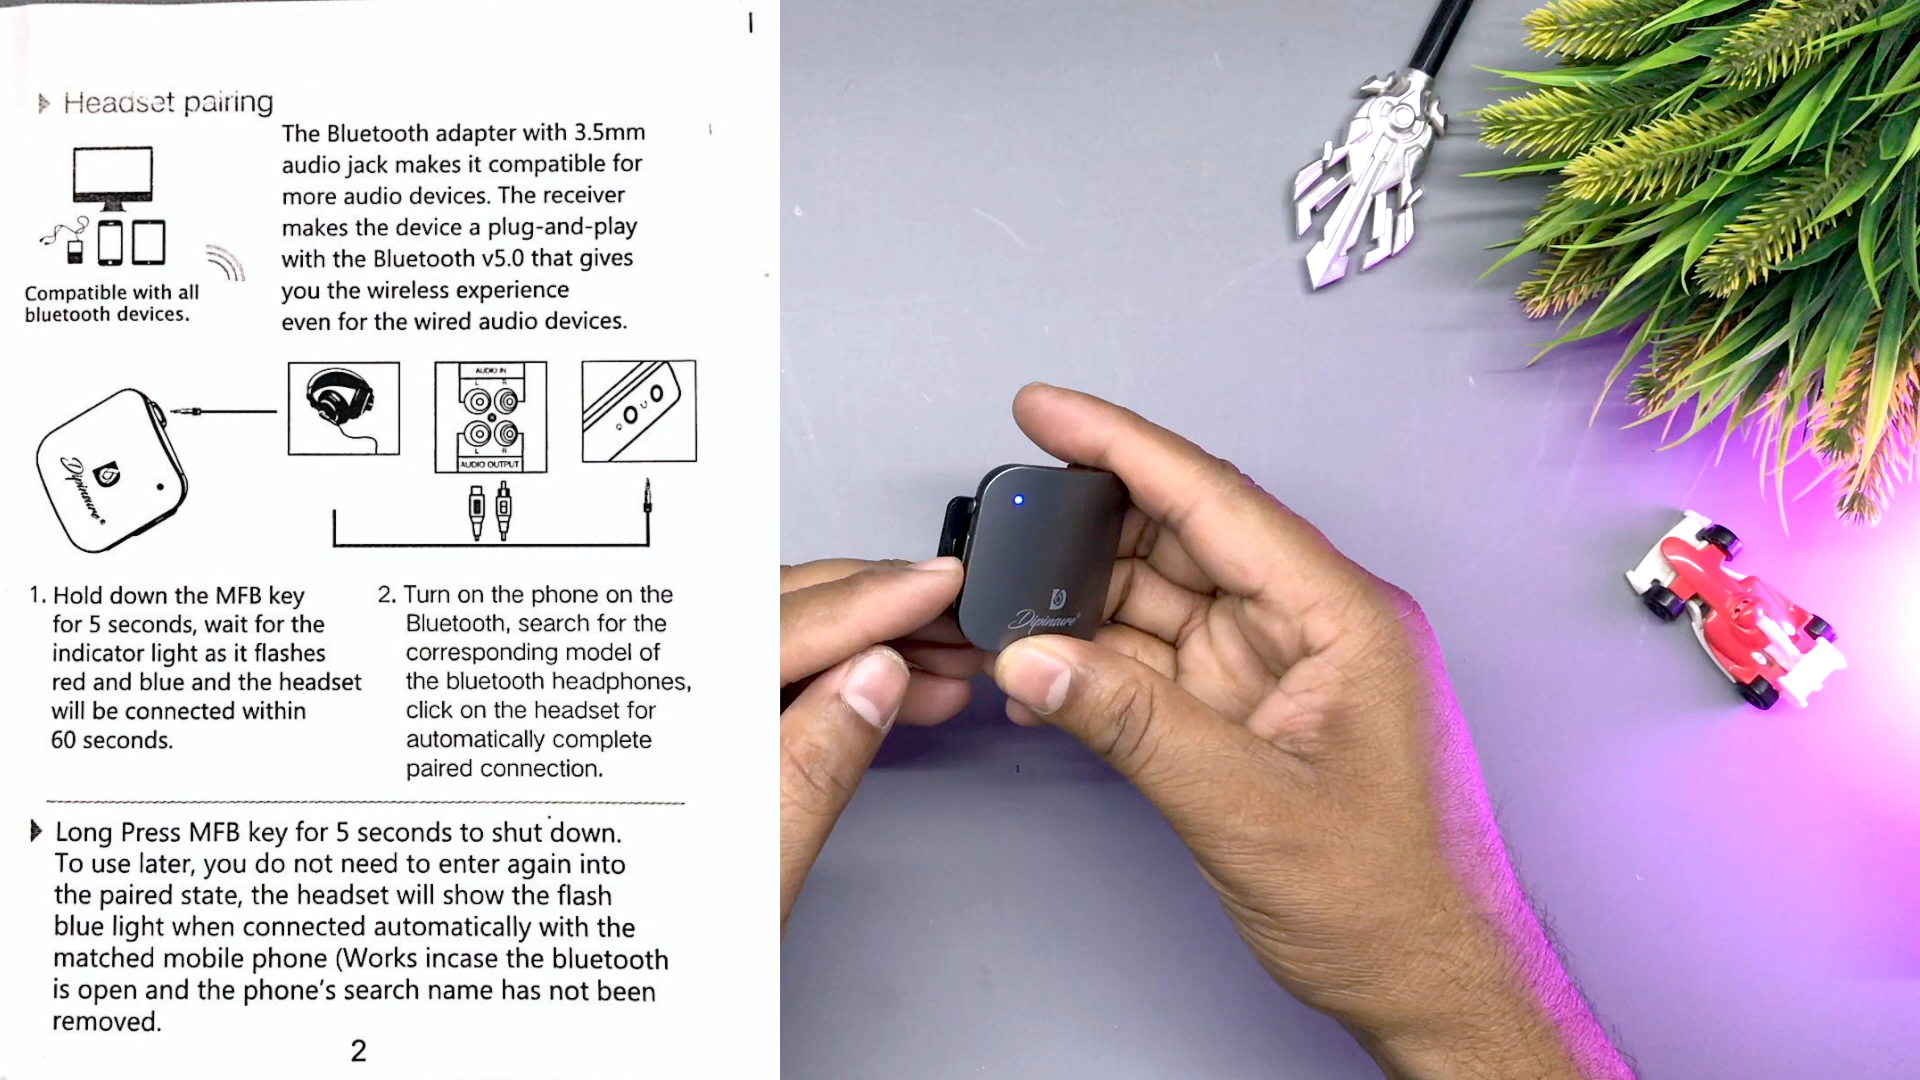 Headset pairing
The Bluetooth adapter with 3.5mm
audio jack makes it compatible for
more audio devices. The receiver
makes the device a plug-and-play
with the Bluetooth v5.0 that gives
you the wireless experience
even for the wired audio devices.
Compatible with all
bluetooth devices.
AUDIO IN
L R
L R
AUDIO OUTPUT
Dipinaure®
1. Hold down the MFB key
for 5 seconds, wait for the
indicator light as it flashes
red and blue and the headset
will be connected within
60 seconds.
2. Turn on the phone on the
Bluetooth, search for the
corresponding model of
the bluetooth headphones,
click on the headset for
automatically complete
paired connection.
Long Press MFB key for 5 seconds to shut down.
To use later, you do not need to enter again into
the paired state, the headset will show the flash
blue light when connected automatically with the
matched mobile phone (Works incase the bluetooth
is open and the phone's search name has not been
removed.
2
Dipinaure®